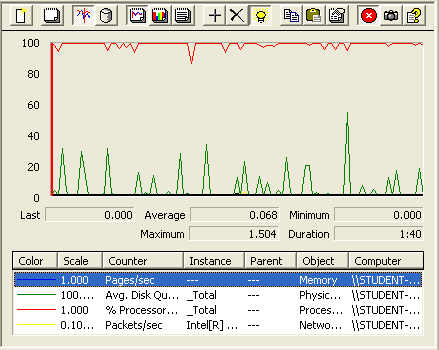 100
80
60
40
20
0
Last 0.000 Average 0.068 Minimum 0.000
Maximum 1.504 Duration 1:40
Color Scale Counter Instance Parent Object Computer
1.000 Pages/sec --- --- Memory \\STUDENT-...
100.... Avg. Disk Qu... _Total --- Physic... \\STUDENT-...
1.000 % Processor... _Total --- Proces... \\STUDENT-...
0.10... Packets/sec Intel[R] ... --- Netwo... \\STUDENT-...